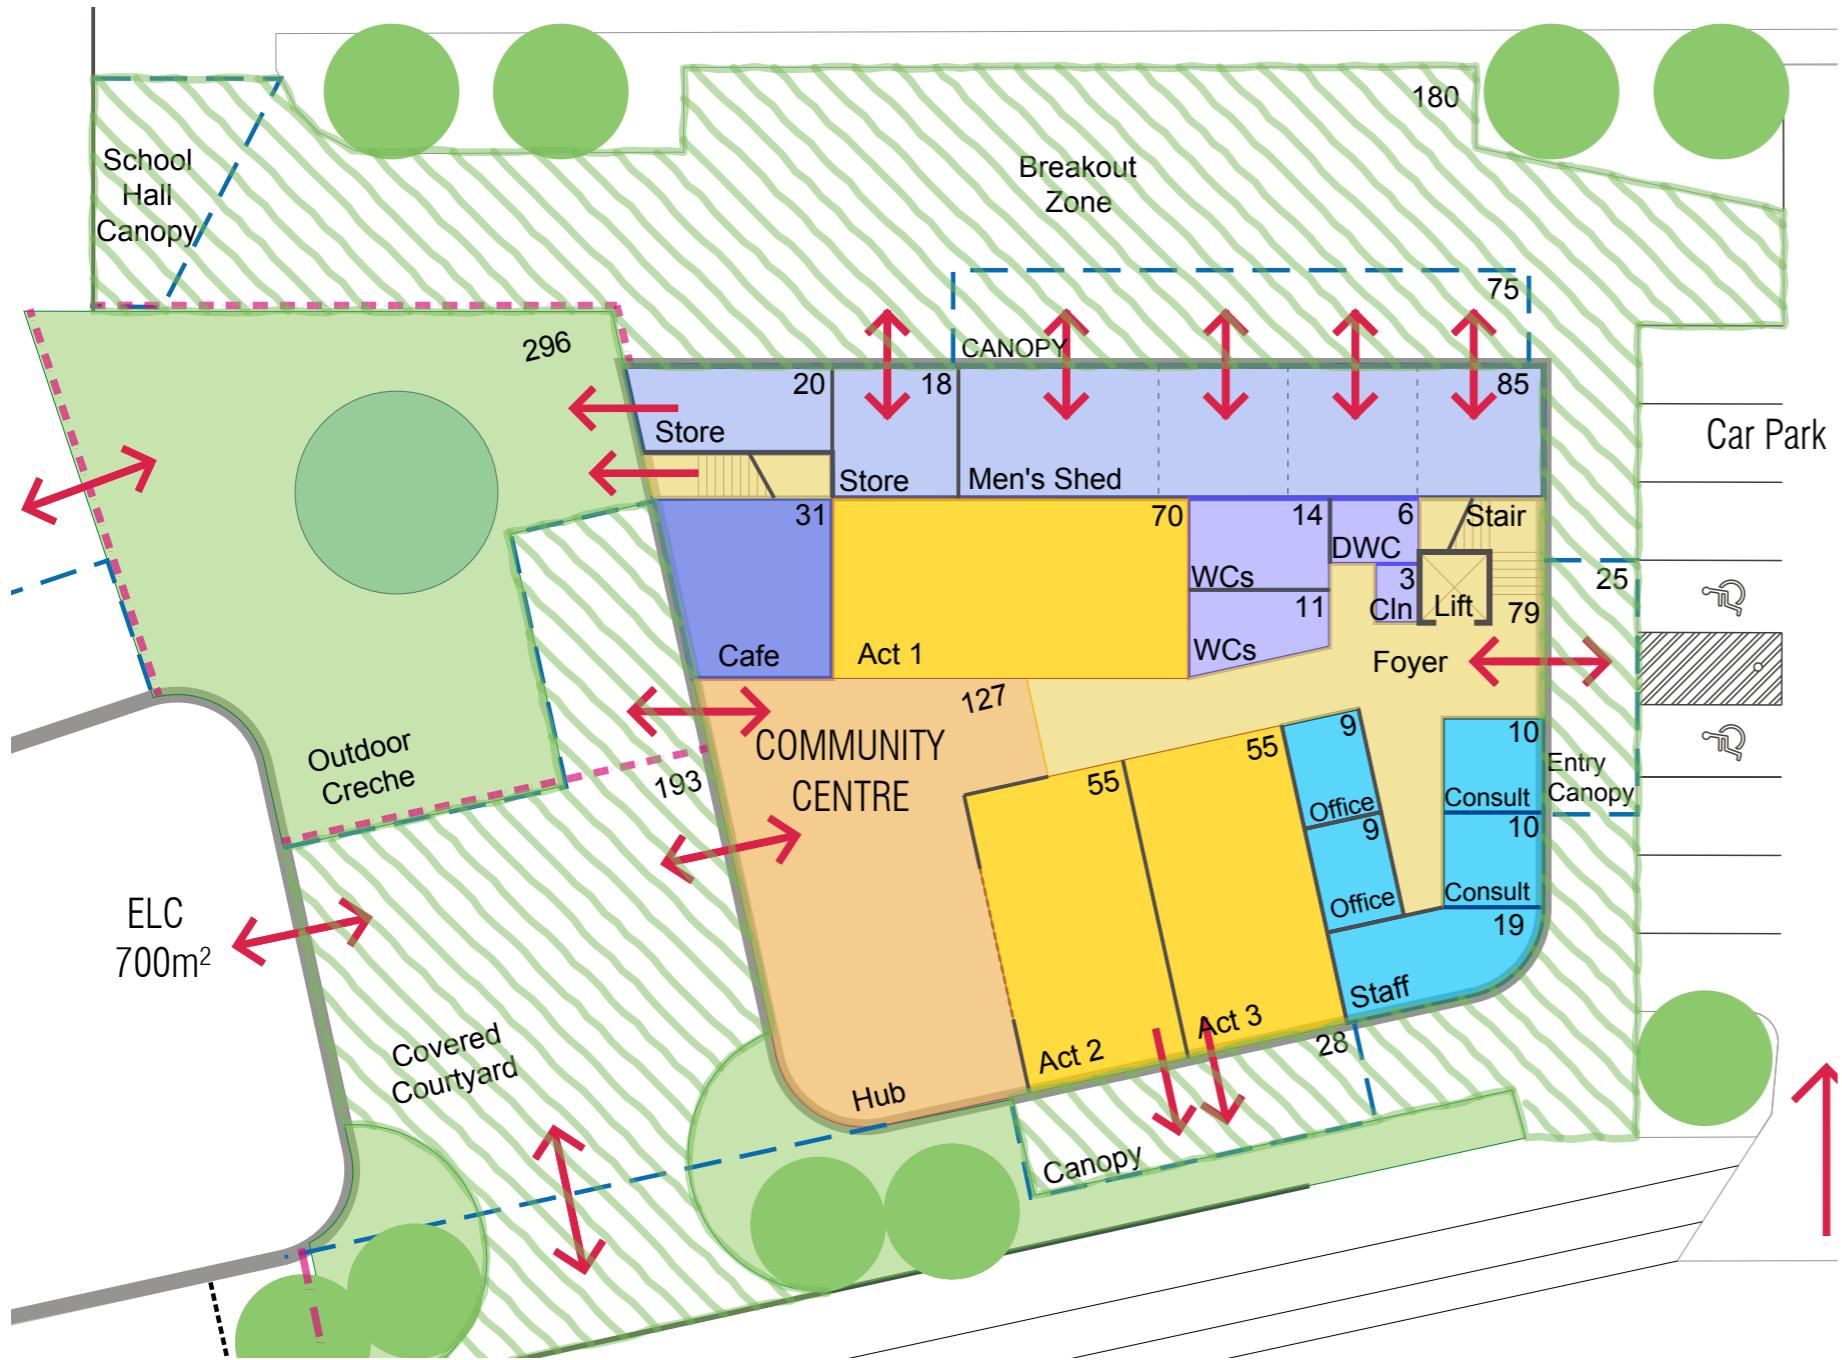 180
School
Hall
Canopy
Breakout
Zone
75
CANOPY
296
20
18
85
Car Park
Store
Store
Men's Shed
31
70
14
6
Stair
DWC
WCs
3
25
Cln
Lift
11
79
Cafe
Act 1
WCs
Foyer
127
COMMUNITY
CENTRE
9
10
55
55
Outdoor
Creche
193
Office
Consult
Entry
Canopy
9
10
Office
Consult
ELC
700m²
19
Staff
Covered
Courtyard
Act 3
28
Act 2
Hub
Canopy